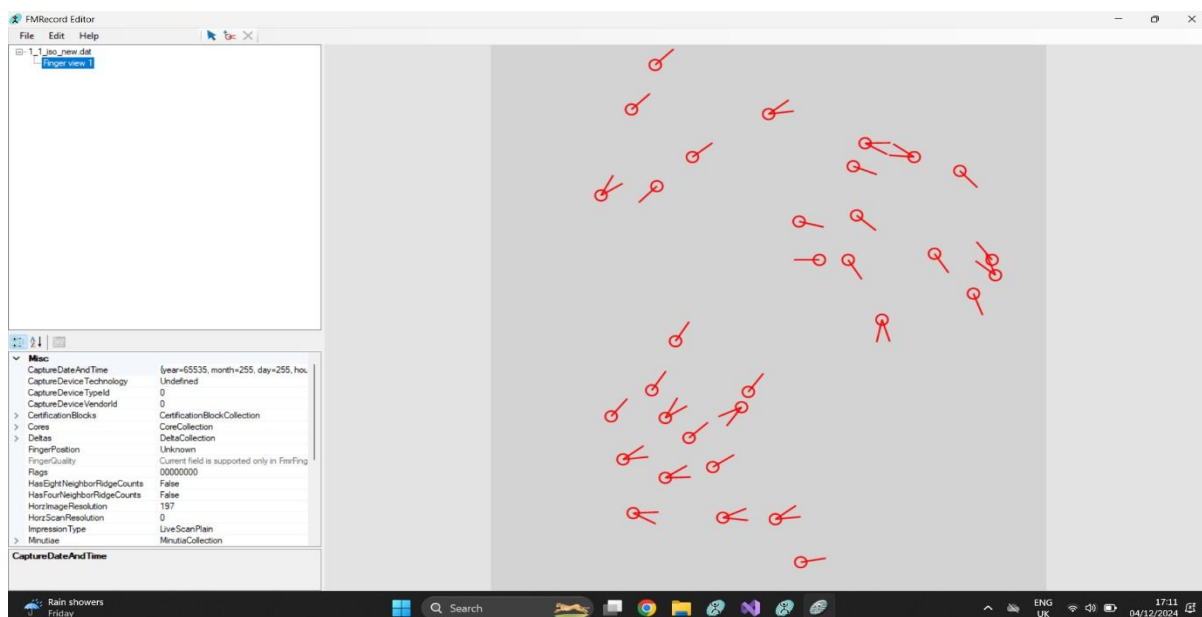 FMRecord Editor
File Edit Help
1_1_iso_new.dat
Finger view 1
Misc
CaptureDateAndTime {year=65535, month=255, day=255, hou
CaptureDeviceTechnology Undefined
CaptureDeviceTypeId 0
CaptureDeviceVendorId 0
CertificationBlocks CertificationBlockCollection
Cores CoreCollection
Deltas DeltaCollection
FingerPosition Unknown
FingerQuality Current field is supported only in FmrFing
Flags 00000000
HasEightNeighborRidgeCounts False
HasFourNeighborRidgeCounts False
HorzImageResolution 197
HorzScanResolution 0
ImpressionType LiveScanPlain
Minutiae MinutiaCollection
CaptureDateAndTime
Rain showers
Friday
Search
ENG
UK
17:11
04/12/2024